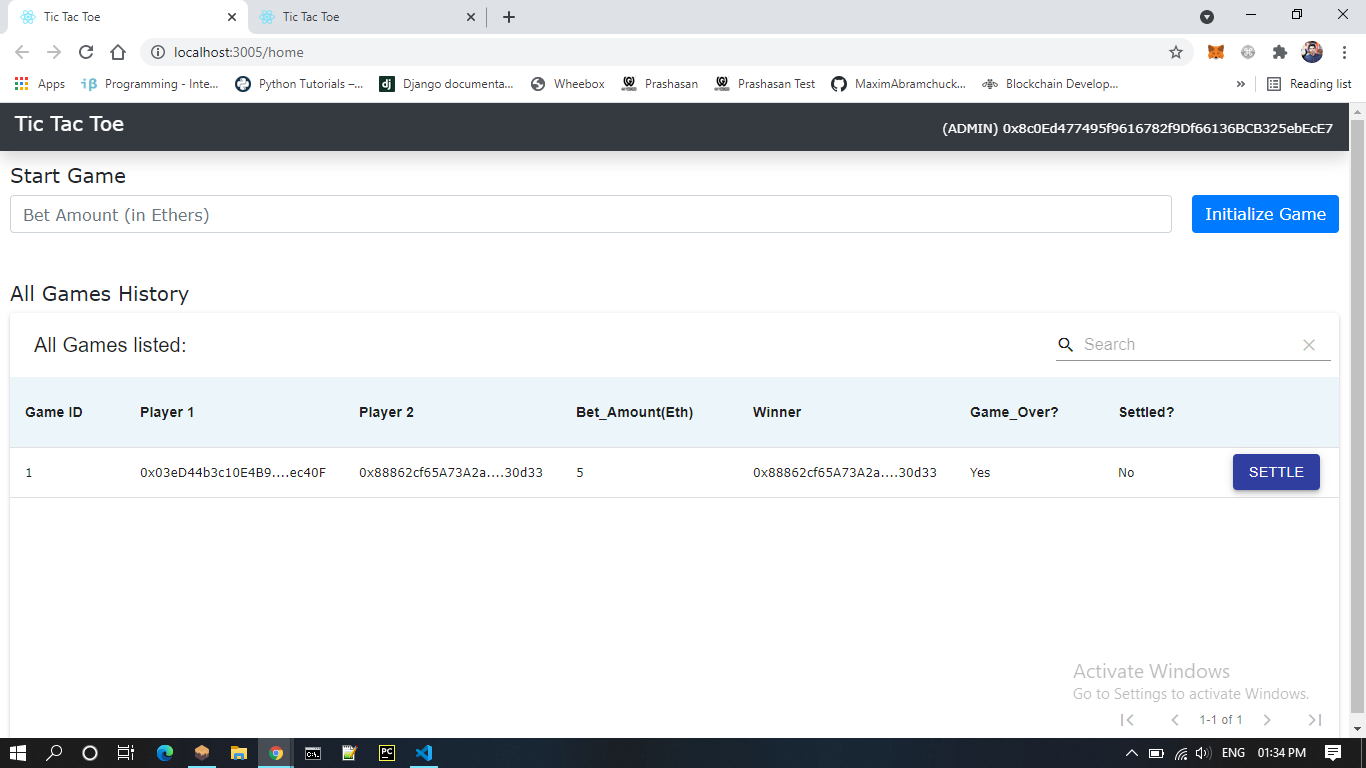 Tic Tac Toe
Tic Tac Toe
localhost:3005/home
Apps
iβ Programming - Inte...
Python Tutorials –...
dj Django documenta...
Wheebox
Prashasan
Prashasan Test
MaximAbramchuck...
Blockchain Develop...
»
Reading list
Tic Tac Toe
(ADMIN) 0x8c0Ed477495f9616782f9Df66136BCB325ebEcE7
Start Game
Bet Amount (in Ethers)
Initialize Game
All Games History
All Games listed:
Search
Game ID Player 1 Player 2 Bet_Amount(Eth) Winner Game_Over? Settled?
1 0x03eD44b3c10E4B9....ec40F 0x88862cf65A73A2a....30d33 5 0x88862cf65A73A2a....30d33 Yes No SETTLE
Activate Windows
Go to Settings to activate Windows.
1-1 of 1
C:\.
PC
ENG
01:34 PM